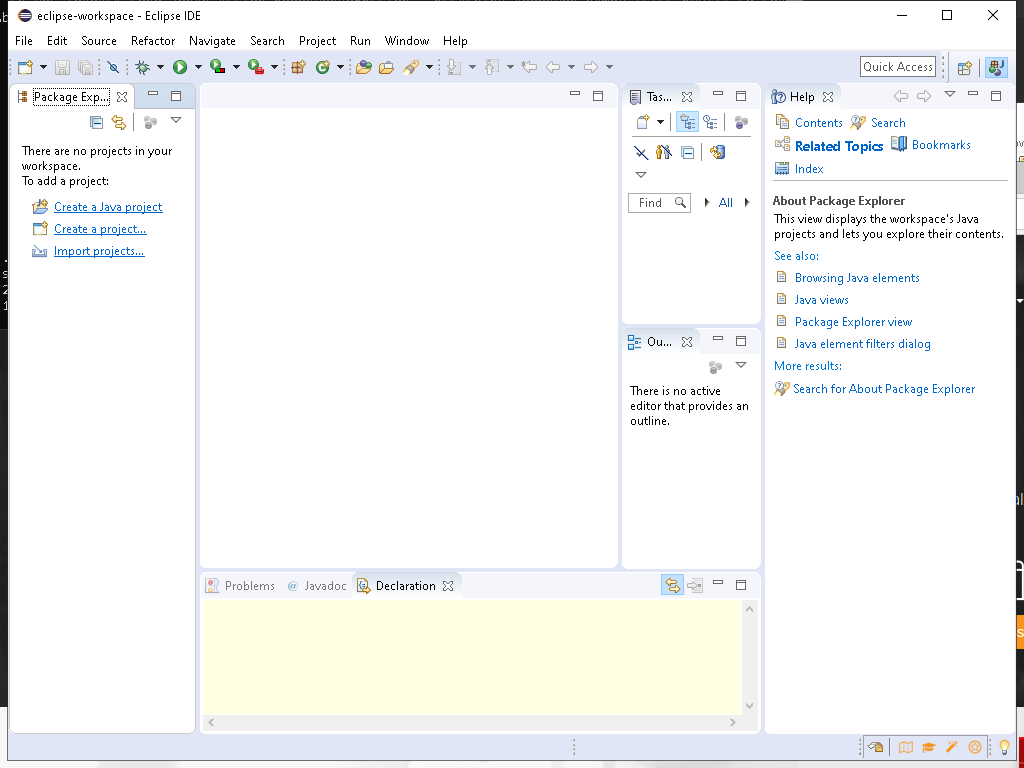 eclipse-workspace - Eclipse IDE
File Edit Source Refactor Navigate Search Project Run Window Help
Quick Access
Package Exp...
There are no projects in your
workspace.
To add a project:
Create a Java project
Create a project...
Import projects...
Tas...
Find
All
Ou...
There is no active
editor that provides an
outline.
Help
Contents Search
Related Topics Bookmarks
Index
About Package Explorer
This view displays the workspace's Java
projects and lets you explore their contents.
See also:
Browsing Java elements
Java views
Package Explorer view
Java element filters dialog
More results:
Search for About Package Explorer
Problems @ Javadoc Declaration